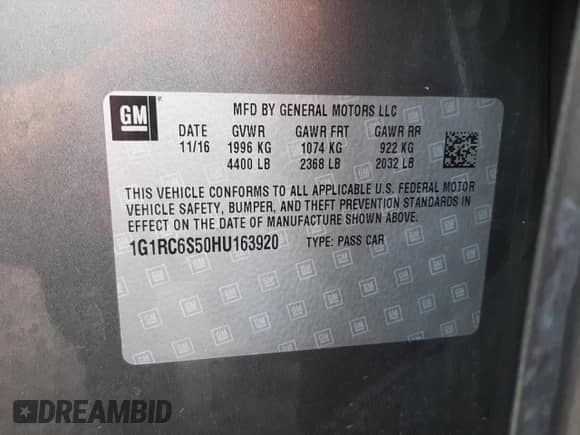 GM
MFD BY GENERAL MOTORS LLC
DATE GVWR GAWR FRT GAWR RR
11/16 1996 KG 1074 KG 922 KG
4400 LB 2368 LB 2032 LB
THIS VEHICLE CONFORMS TO ALL APPLICABLE U.S. FEDERAL MOTOR
VEHICLE SAFETY, BUMPER, AND THEFT PREVENTION STANDARDS IN
EFFECT ON THE DATE OF MANUFACTURE SHOWN ABOVE.
1G1RC6S50HU163920 TYPE: PASS CAR
DREAMBID